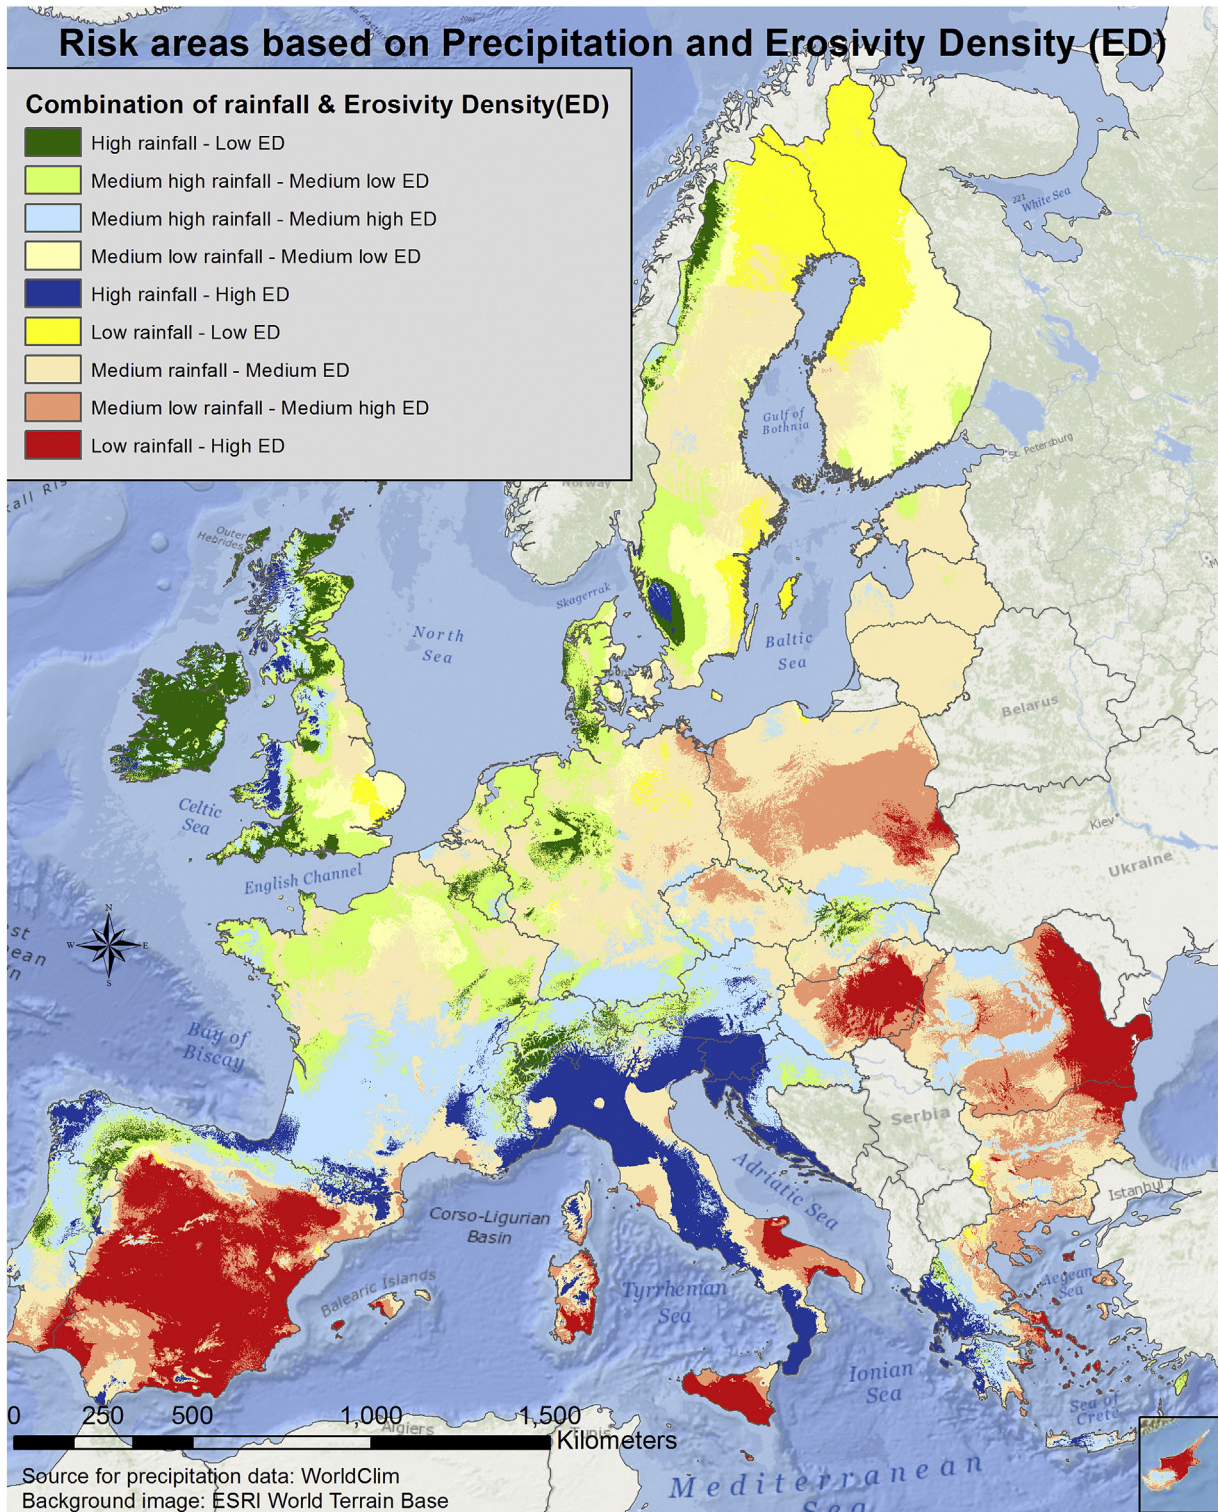 Risk areas based on Precipitation and Erosivity Density (ED)
Combination of rainfall & Erosivity Density(ED)
High rainfall - Low ED
Medium high rainfall - Medium low ED
Medium high rainfall - Medium high ED
Medium low rainfall - Medium low ED
High rainfall - High ED
Low rainfall - Low ED
Medium rainfall - Medium ED
Medium low rainfall - Medium high ED
Low rainfall - High ED
221
White Sea
Gulf of
Bothnia
St. Petersburg
Norway
Outer
Hebrides
Skagerrak
North
Sea
Baltic
Sea
Belarus
Celtic
Sea
Kiev
Ukraine
English Channel
N
W
E
S
Bay of
Biscay
Serbia
Adriatic
Sea
Istanbul
Corso-Ligurian
Basin
Balearic Islands
Tyrrhenian
Sea
Aegean
Sea
Ionian
Sea
Sea of
Crete
0 250 500 1,000 1,500
Kilometers
Algiers
Tunis
Mediterranean
Sea
Source for precipitation data: WorldClim
Background image: ESRI World Terrain Base